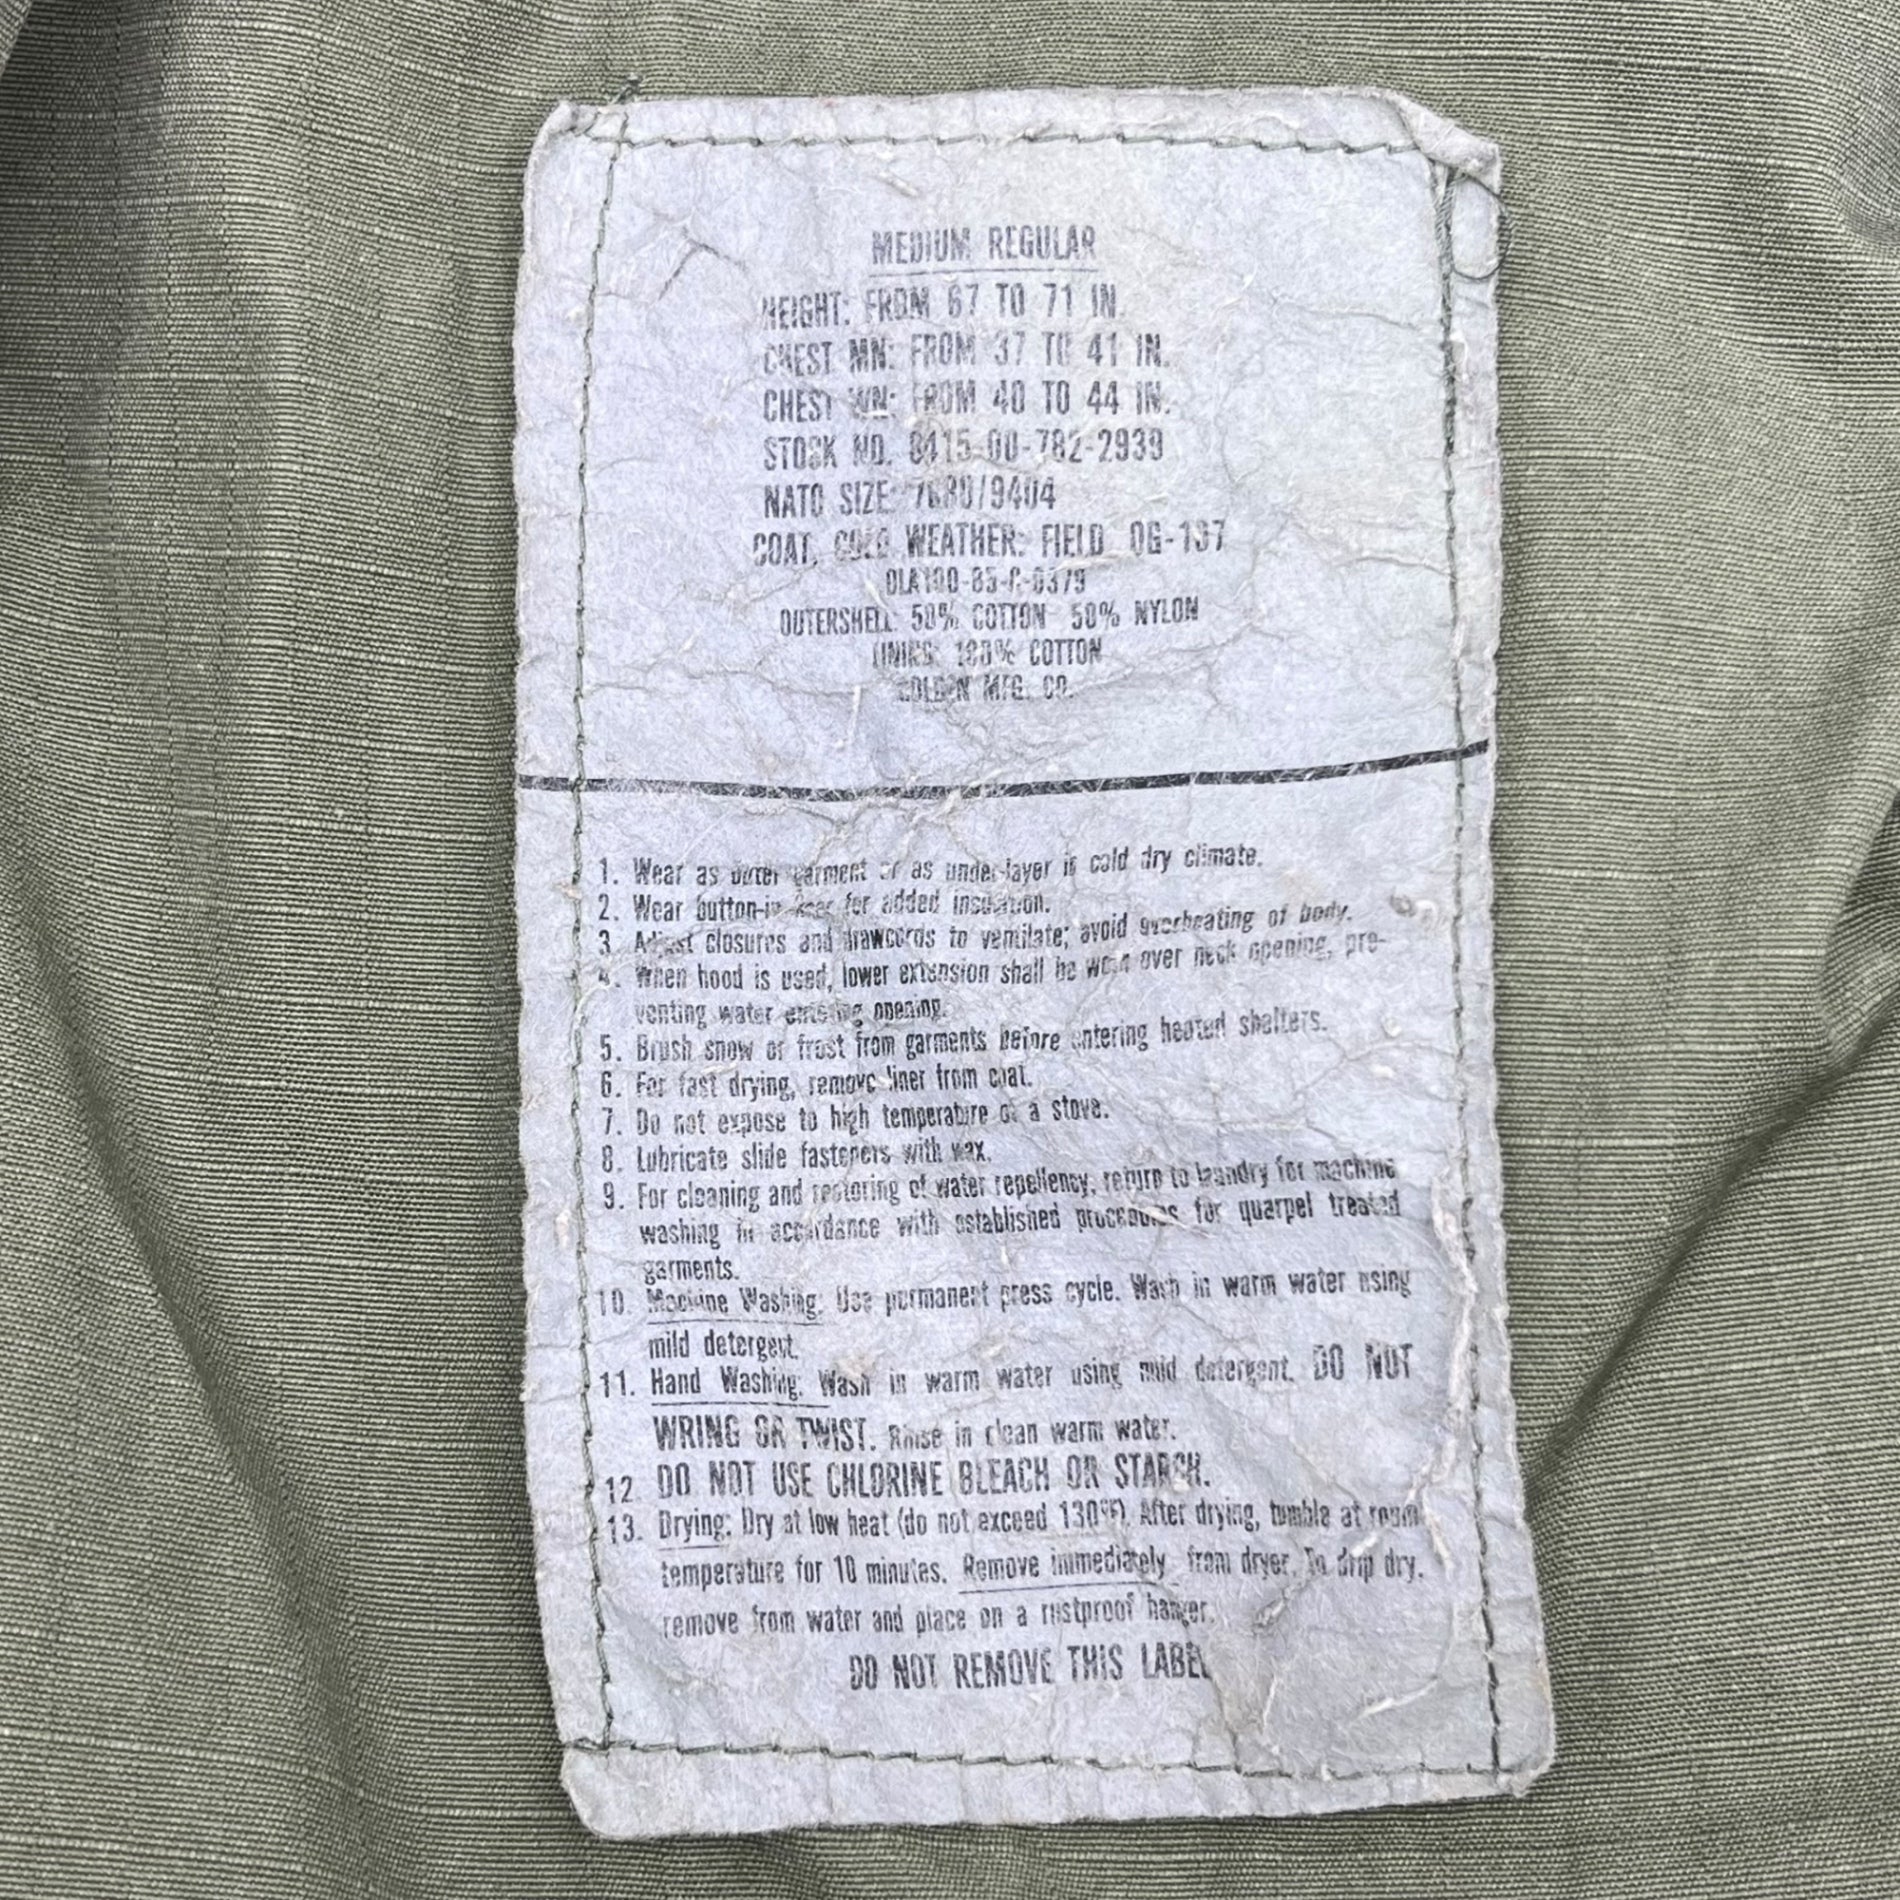 MEDIUM REGULAR
HEIGHT: FROM 67 TO 71 IN.
CHEST MN: FROM 37 TO 41 IN.
CHEST WN: FROM 40 TO 44 IN.
STOCK NO. 8415-00-782-2939
NATO SIZE: 7080/9404
COAT, COLD WEATHER: FIELD OG-107
DLA100-85-C-0379
OUTERSHELL: 50% COTTON 50% NYLON
LINING: 100% COTTON
GOLDEN MFG. CO.
1. Wear as outer garment or as under-layer in cold dry climate.
2. Wear button-in liner for added insulation.
3. Adjust closures and drawcords to ventilate; avoid overheating of body.
4. When hood is used, lower extension shall be worn over neck opening, pre-
venting water entering opening.
5. Brush snow or frost from garments before entering heated shelters.
6. For fast drying, remove liner from coat.
7. Do not expose to high temperature of a stove.
8. Lubricate slide fasteners with wax.
9. For cleaning and restoring of water repellency, return to laundry for machine
washing in accordance with established procedures for quarpel treated
garments.
10. Machine Washing: Use permanent press cycle. Wash in warm water using
mild detergent.
11. Hand Washing: Wash in warm water using mild detergent. DO NOT
WRING OR TWIST. Rinse in clean warm water.
12. DO NOT USE CHLORINE BLEACH OR STARCH.
13. Drying: Dry at low heat (do not exceed 130°F). After drying, tumble at room
temperature for 10 minutes. Remove immediately from dryer. To drip dry,
remove from water and place on a rustproof hanger.
DO NOT REMOVE THIS LABEL